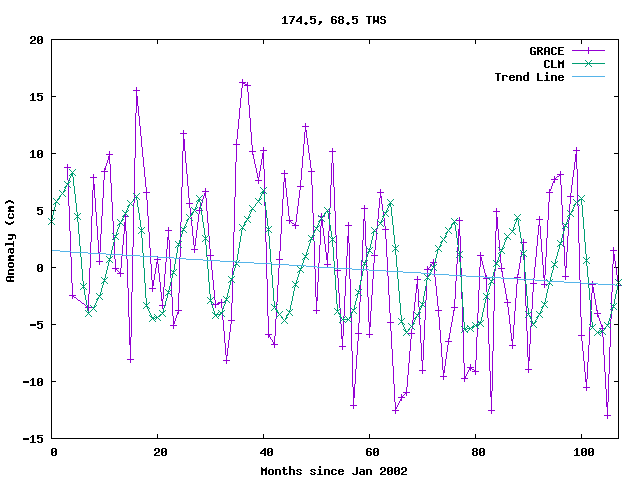 174.5, 68.5 TWS
GRACE
CLM
Trend Line
20
15
10
5
0
-5
-10
-15
Anomaly (cm)
0 20 40 60 80 100
Months since Jan 2002